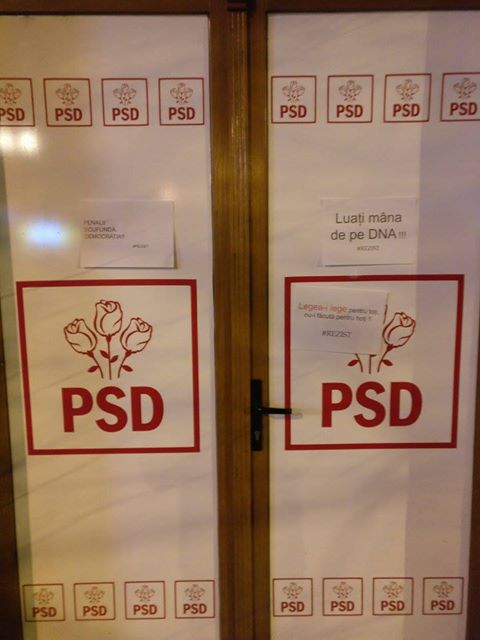 PSD PSD PSD PSD PSD PSD PSD PSD
PENALII
SCUFUNDĂ
DEMOCRAȚIA!!
#REZIST
Luați mâna
de pe DNA !!!
#REZIST
Legea-i lege pentru toți,
nu-i făcută pentru hoți !!
#REZIST
PSD PSD
PSD PSD PSD PSD PSD PSD PSD PSD